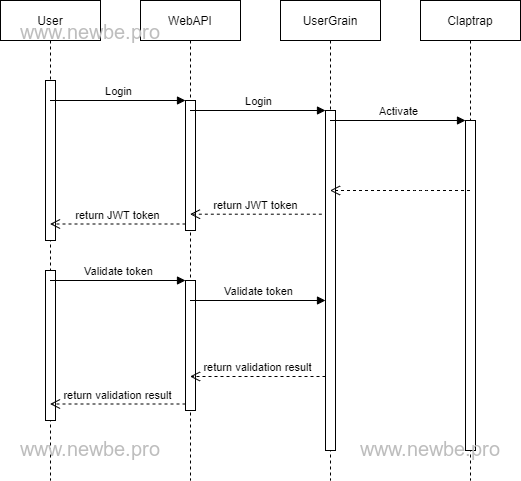 User
WebAPI
UserGrain
Claptrap
www.newbe.pro
Login
Login
Activate
return JWT token
return JWT token
Validate token
Validate token
return validation result
return validation result
www.newbe.pro
www.newbe.pro